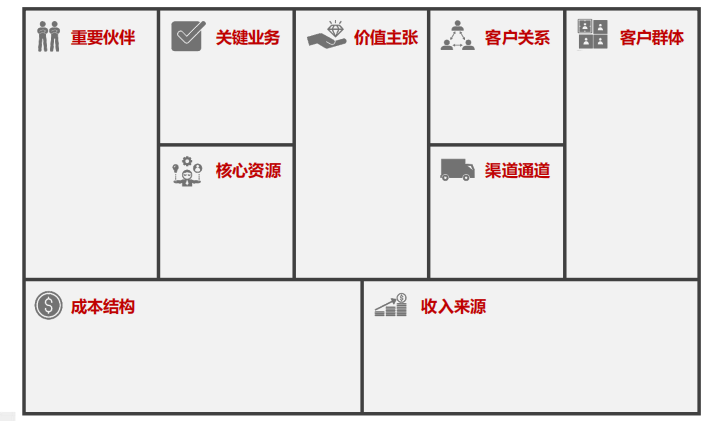 重要伙伴
关键业务
价值主张
客户关系
客户群体
核心资源
渠道通道
成本结构
收入来源